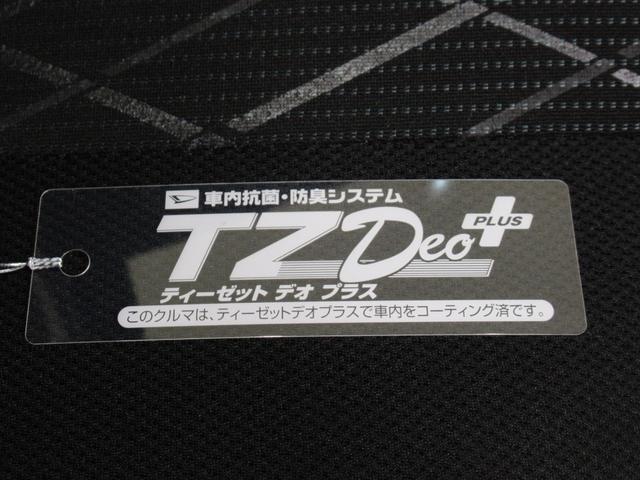 車内抗菌・防臭システム
TZ Deo PLUS
ティーゼット デオ プラス
このクルマは、ティーゼットデオプラスで車内をコーティング済です。